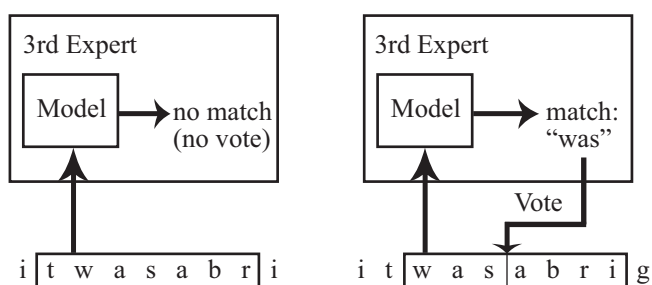 3rd Expert
Model
no match
(no vote)
i t w a s a b r i
3rd Expert
Model
match:
“was”
Vote
i t w a s a b r i g